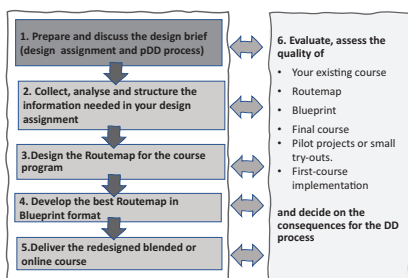 1. Prepare and discuss the design brief
(design assignment and pDD process)
2. Collect, analyse and structure the
information needed in your design
assignment
3.Design the Routemap for the course
program
4. Develop the best Routemap in
Blueprint format
5.Deliver the redesigned blended or
online course
6. Evaluate, assess the
quality of
• Your existing course
• Routemap
• Blueprint
• Final course
• Pilot projects or small
try-outs.
• First-course
implementation
and decide on the
consequences for the DD
process